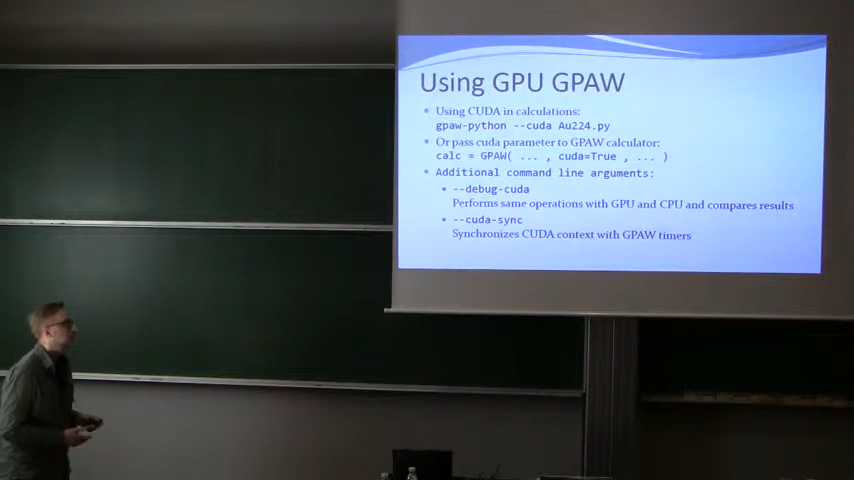 Using GPU GPAW
Using CUDA in calculations:
gpaw-python --cuda Au224.py
Or pass cuda parameter to GPAW calculator:
calc = GPAW( ... , cuda=True , ... )
Additional command line arguments:
--debug-cuda
Performs same operations with GPU and CPU and compares results
--cuda-sync
Synchronizes CUDA context with GPAW timers